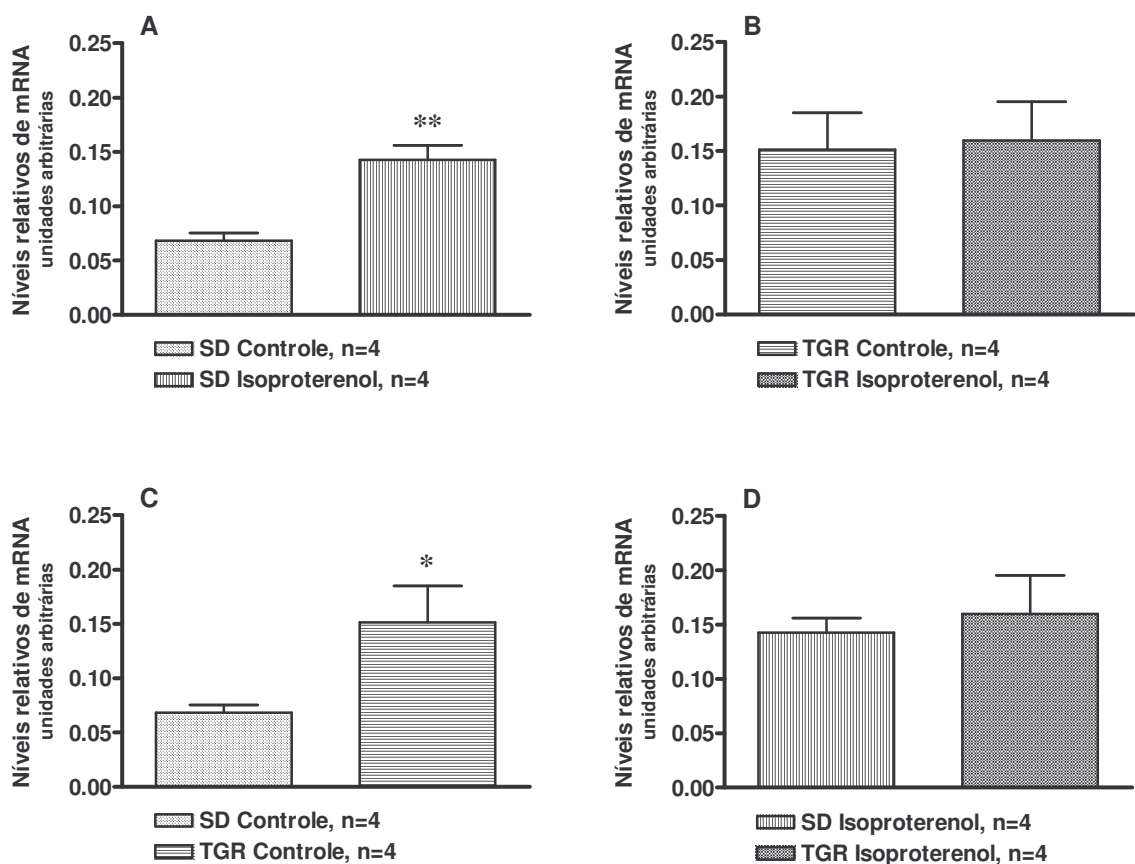 A
Níveis relativos de mRNA
unidades arbitrárias
0.25
0.20
0.15
0.10
0.05
0.00
**
SD Controle, n=4
SD Isoproterenol, n=4
B
Níveis relativos de mRNA
unidades arbitrárias
0.25
0.20
0.15
0.10
0.05
0.00
TGR Controle, n=4
TGR Isoproterenol, n=4
C
Níveis relativos de mRNA
unidades arbitrárias
0.25
0.20
0.15
0.10
0.05
0.00
*
SD Controle, n=4
TGR Controle, n=4
D
Níveis relativos de mRNA
unidades arbitrárias
0.25
0.20
0.15
0.10
0.05
0.00
SD Isoproterenol, n=4
TGR Isoproterenol, n=4